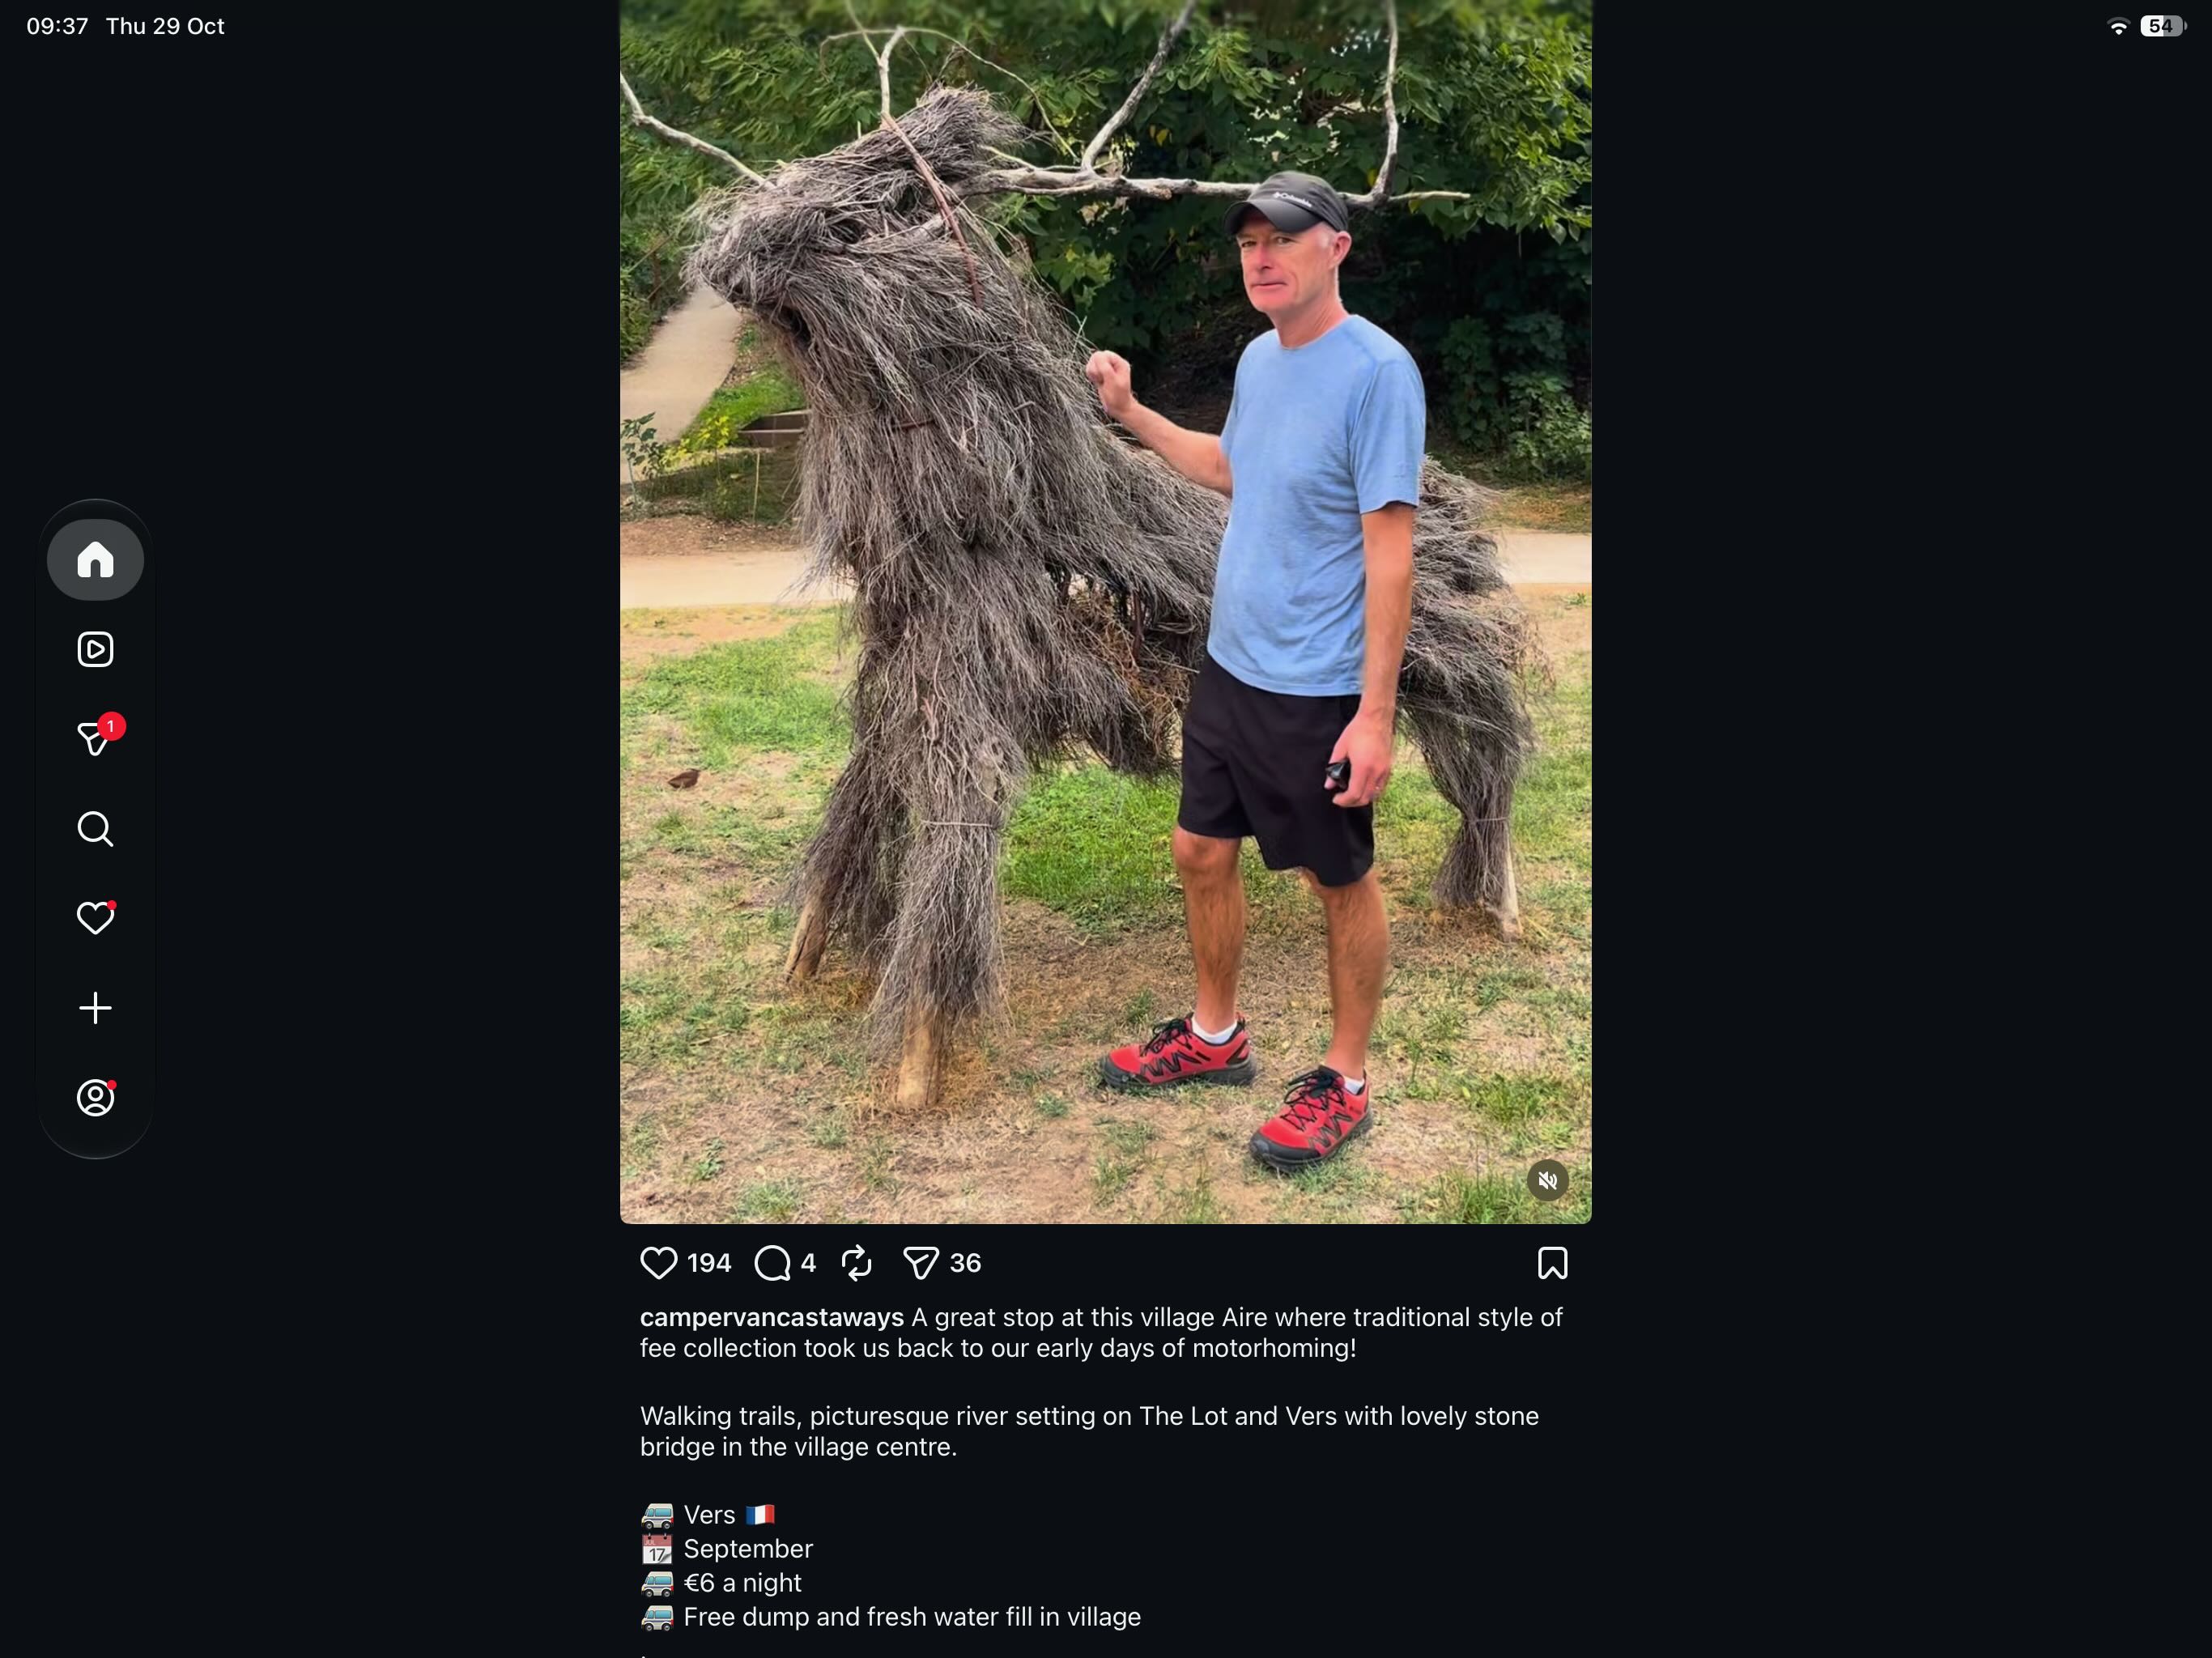 09:37 Thu 29 Oct
54
Columbia
1
194 4 36
campervancastaways A great stop at this village Aire where traditional style of
fee collection took us back to our early days of motorhoming!
Walking trails, picturesque river setting on The Lot and Vers with lovely stone
bridge in the village centre.
🚐 Vers 🇫🇷
📅 September
🚐 €6 a night
🚐 Free dump and fresh water fill in village